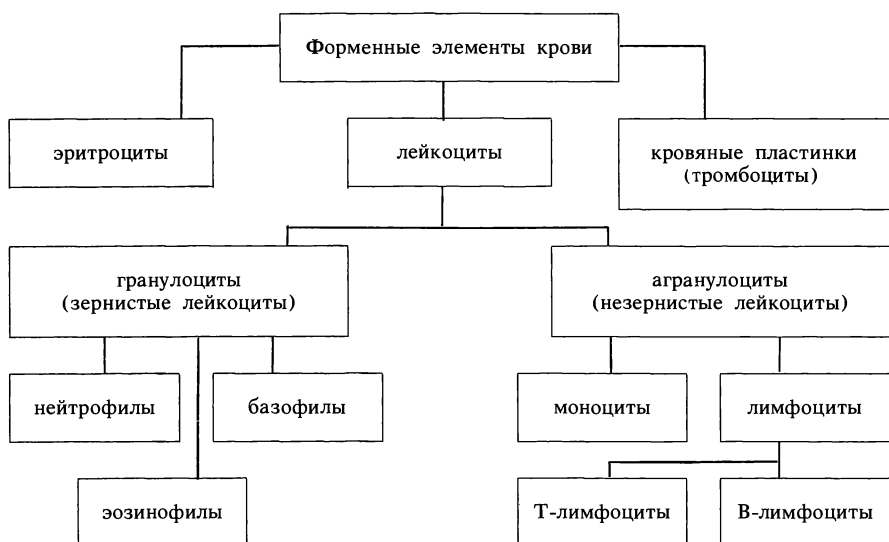 Форменные элементы крови
эритроциты
лейкоциты
кровяные пластинки
(тромбоциты)
гранулоциты
(зернистые лейкоциты)
агранулоциты
(незернистые лейкоциты)
нейтрофилы
базофилы
моноциты
лимфоциты
эозинофилы
Т-лимфоциты
В-лимфоциты